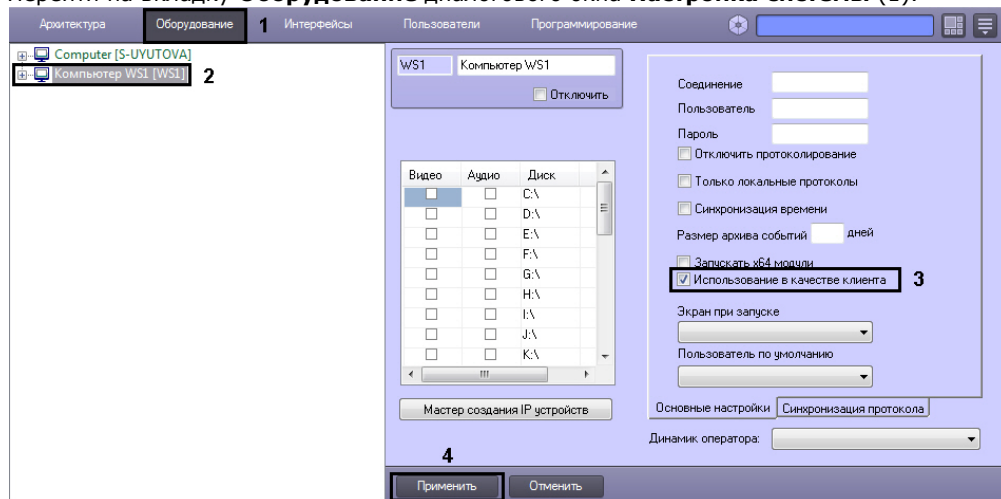 Перейти на вкладку Оборудование диалогового окна Настройка системы (1).
Архитектура Оборудование 1 Интерфейсы Пользователи Программирование
Computer [S-UYUTOVA]
Компьютер WS1 [WS1] 2
WS1 Компьютер WS1
Отключить
Видео Аудио Диск
C:\
D:\
E:\
F:\
G:\
H:\
I:\
J:\
K:\
Мастер создания IP устройств
Соединение
Пользователь
Пароль
Отключить протоколирование
Только локальные протоколы
Синхронизация времени
Размер архива событий дней
Запускать x64 модули
Использование в качестве клиента 3
Экран при запуске
Пользователь по умолчанию
Основные настройки Синхронизация протокола
Динамик оператора:
4
Применить Отменить